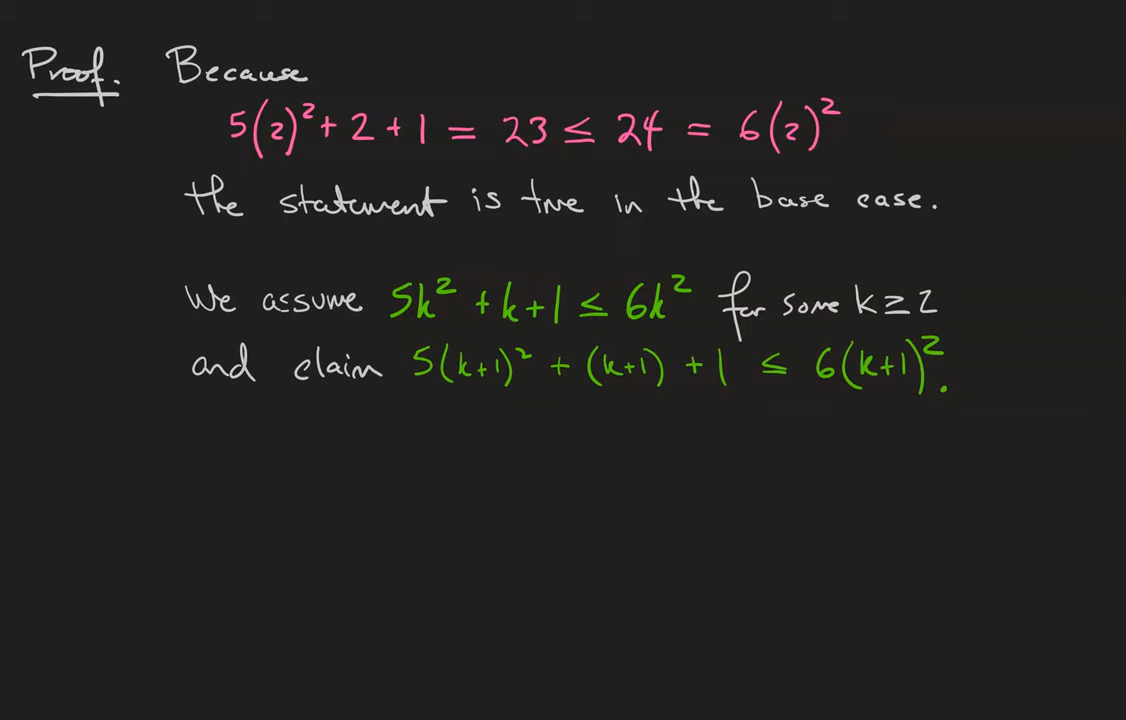 Proof. Because
5(2)² + 2 + 1 = 23 ≤ 24 = 6(2)²
the statement is true in the base case.
We assume 5k² + k + 1 ≤ 6k² for some k ≥ 2
and claim 5(k+1)² + (k+1) + 1 ≤ 6(k+1)².